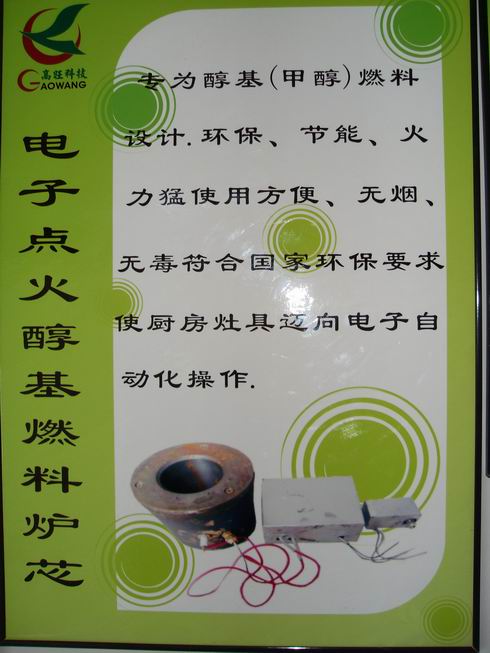 高旺科技
GAOWANG
电子点火醇基燃料炉芯
专为醇基(甲醇)燃料
设计.环保、节能、火
力猛使用方便、无烟、
无毒符合国家环保要求
使厨房灶具迈向电子自
动化操作.